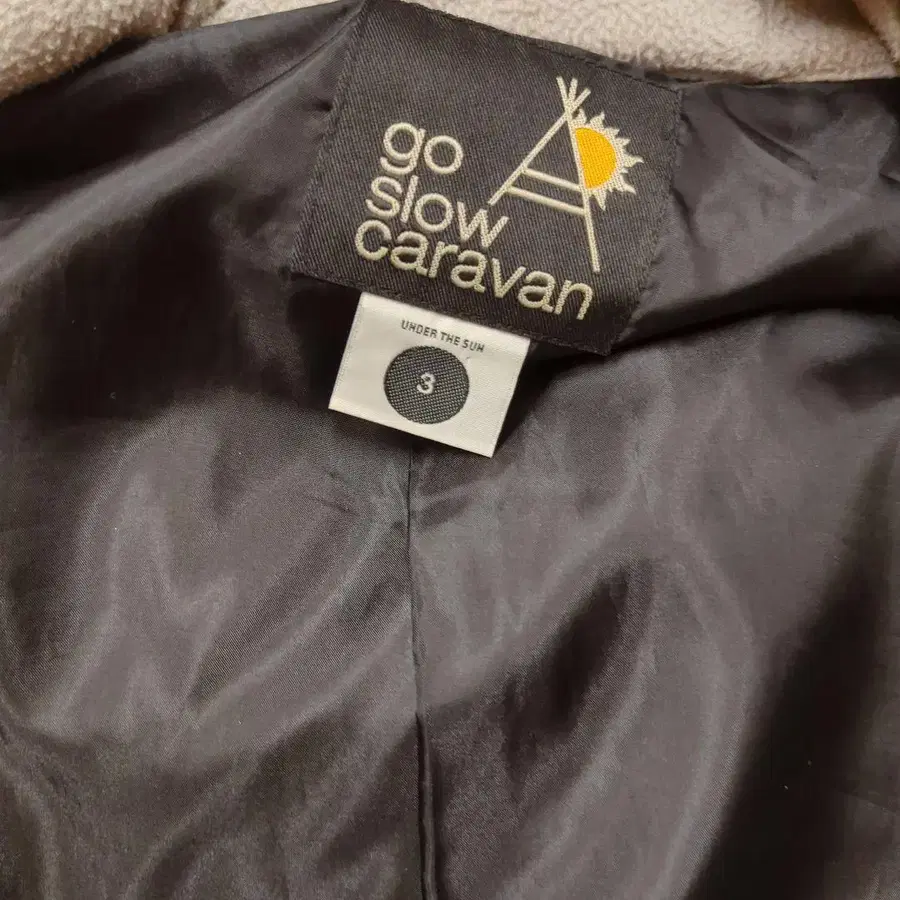 go
slow
caravan
UNDER THE SUN
3